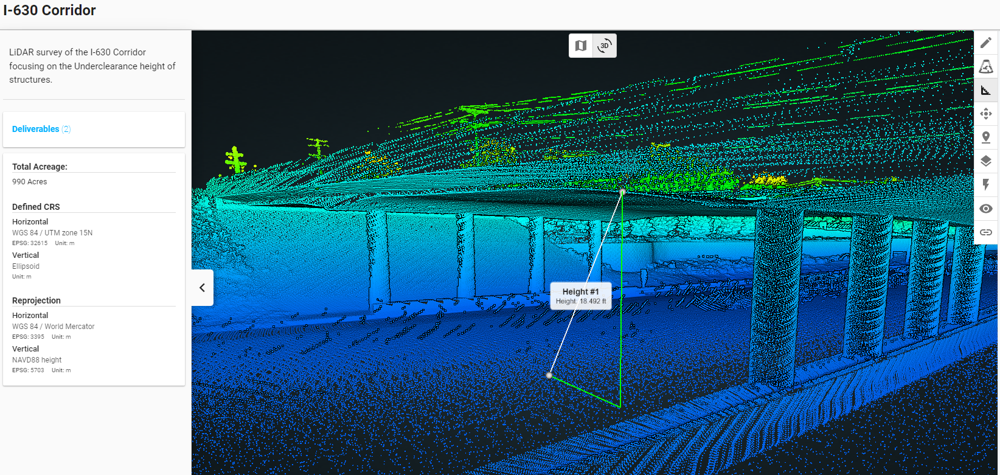 I-630 Corridor
LiDAR survey of the I-630 Corridor
focusing on the Underclearance height of
structures.
Deliverables (2)
Total Acreage:
990 Acres
Defined CRS
Horizontal
WGS 84 / UTM zone 15N
EPSG: 32615 Unit: m
Vertical
Ellipsoid
Unit: m
Reprojection
Horizontal
WGS 84 / World Mercator
EPSG: 3395 Unit: m
Vertical
NAVD88 height
EPSG: 5703 Unit: m
3D
Height #1
Height: 18.492 ft